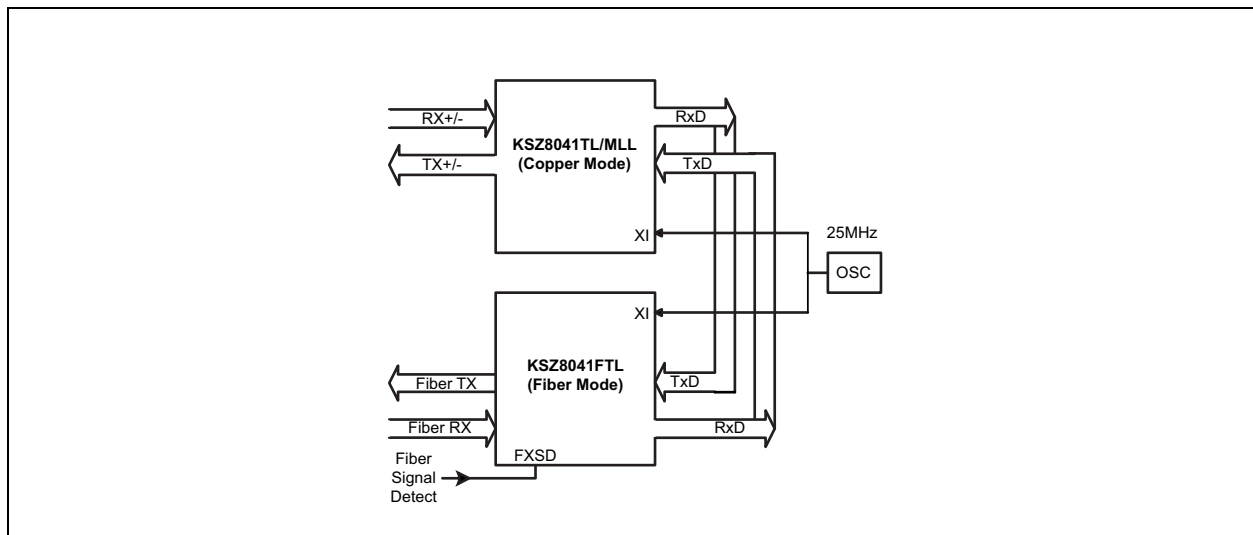 RX+/-
TX+/-
KSZ8041TL/MLL
(Copper Mode)
RxD
TxD
XI
25MHz
OSC
XI
KSZ8041FTL
(Fiber Mode)
Fiber TX
Fiber RX
TxD
RxD
FXSD
Fiber
Signal
Detect